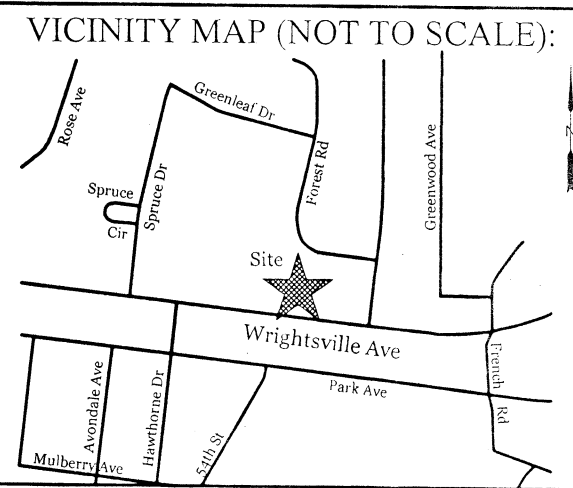 VICINITY MAP (NOT TO SCALE):
Rose Ave
Greenleaf Dr
Forest Rd
Greenwood Ave
N
Spruce
Cir
Spruce Dr
Site
Wrightsville Ave
French
Rd
Park Ave
Avondale Ave
Hawthorne Dr
54th St
Mulberry Ave